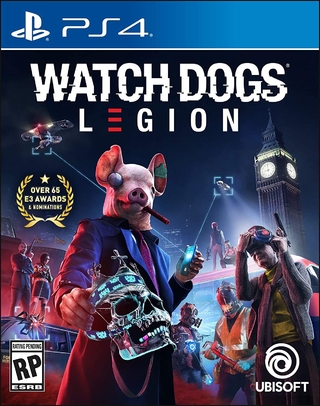 PS4
WATCH DOGS
LEGION
OVER 65
E3 AWARDS
& NOMINATIONS
RATING PENDING
RP
ESRB
UBISOFT